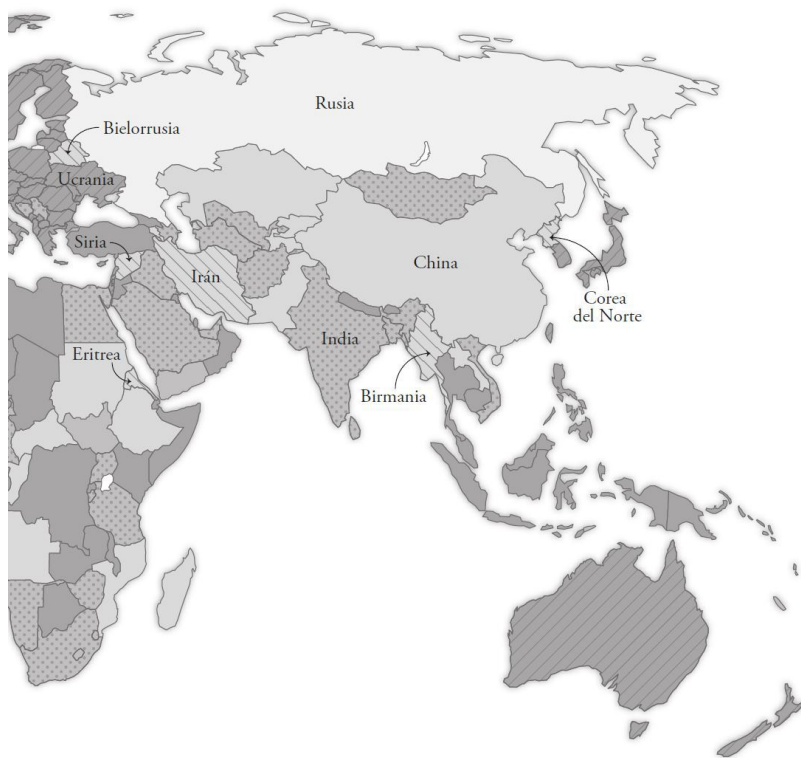 Rusia
Bielorrusia
Ucrania
Siria
Irán
China
Corea
del Norte
India
Eritrea
Birmania